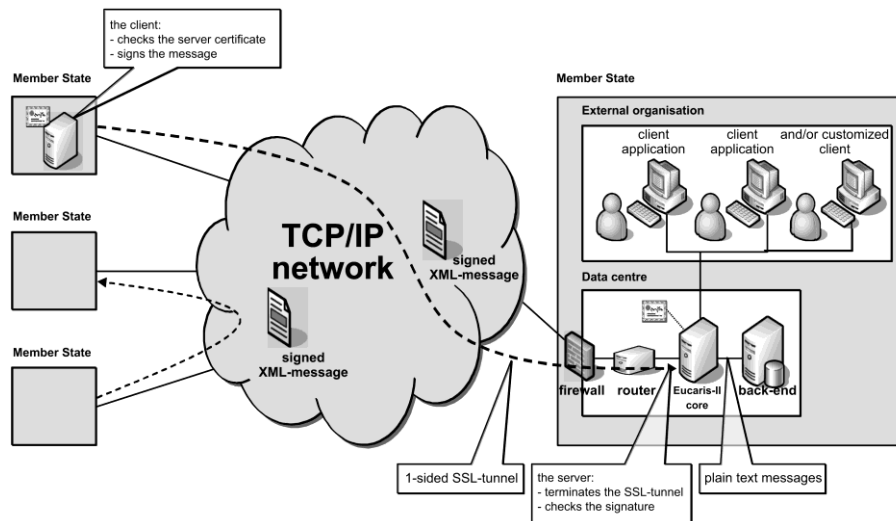 the client:
- checks the server certificate
- signs the message
Member State
Member State
External organisation
client
application
client
application
and/or customized
client
TCP/IP
network
signed
XML-message
Member State
Data centre
signed
XML-message
Member State
firewall
router
Eucaris-II
core
back-end
1-sided SSL-tunnel
the server:
- terminates the SSL-tunnel
- checks the signature
plain text messages